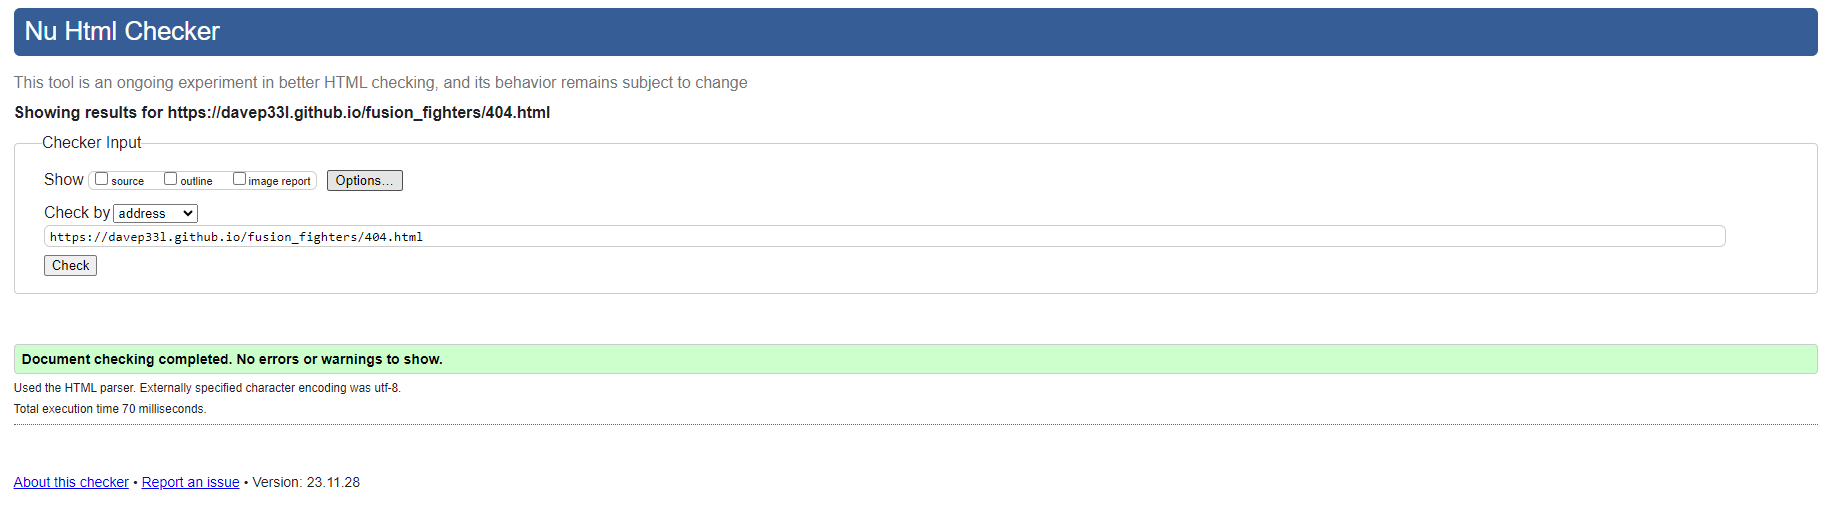 Nu Html Checker
This tool is an ongoing experiment in better HTML checking, and its behavior remains subject to change
Showing results for https://davep33l.github.io/fusion_fighters/404.html
Checker Input
Show source outline image report Options...
Check by address
https://davep33l.github.io/fusion_fighters/404.html
Check
Document checking completed. No errors or warnings to show.
Used the HTML parser. Externally specified character encoding was utf-8.
Total execution time 70 milliseconds.
About this checker • Report an issue • Version: 23.11.28